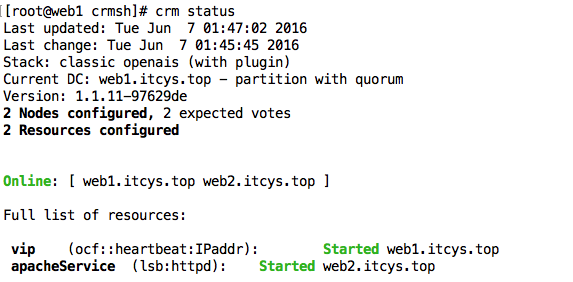 [[root@web1 crmsh]# crm status
Last updated: Tue Jun  7 01:47:02 2016
Last change: Tue Jun  7 01:45:45 2016
Stack: classic openais (with plugin)
Current DC: web1.itcys.top - partition with quorum
Version: 1.1.11-97629de
2 Nodes configured, 2 expected votes
2 Resources configured
Online: [ web1.itcys.top web2.itcys.top ]
Full list of resources:
vip    (ocf::heartbeat:IPaddr):        Started web1.itcys.top
apacheService  (lsb:httpd):    Started web2.itcys.top